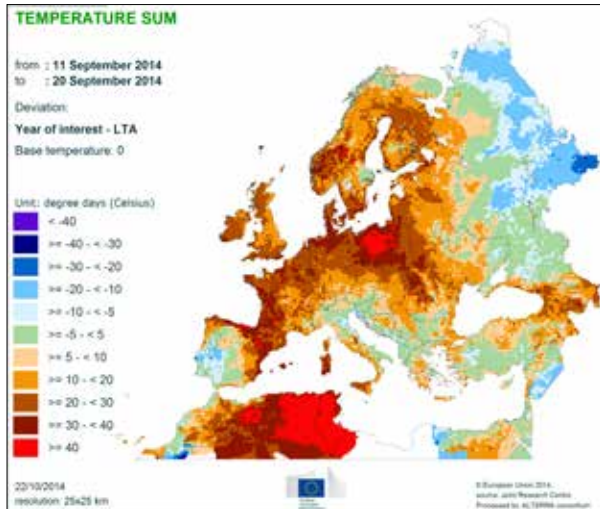 TEMPERATURE SUM
from : 11 September 2014
to : 20 September 2014
Deviation:
Year of interest - LTA
Base temperature: 0
Unit: degree days (Celsius)
< -40
>= -40 - < -30
>= -30 - < -20
>= -20 - < -10
>= -10 - < -5
>= -5 - < 5
>= 5 - < 10
>= 10 - < 20
>= 20 - < 30
>= 30 - < 40
>= 40
22/10/2014
resolution: 25x25 km
© European Union 2014,
source: Joint Research Centre
Processed by ALTERRA consortium